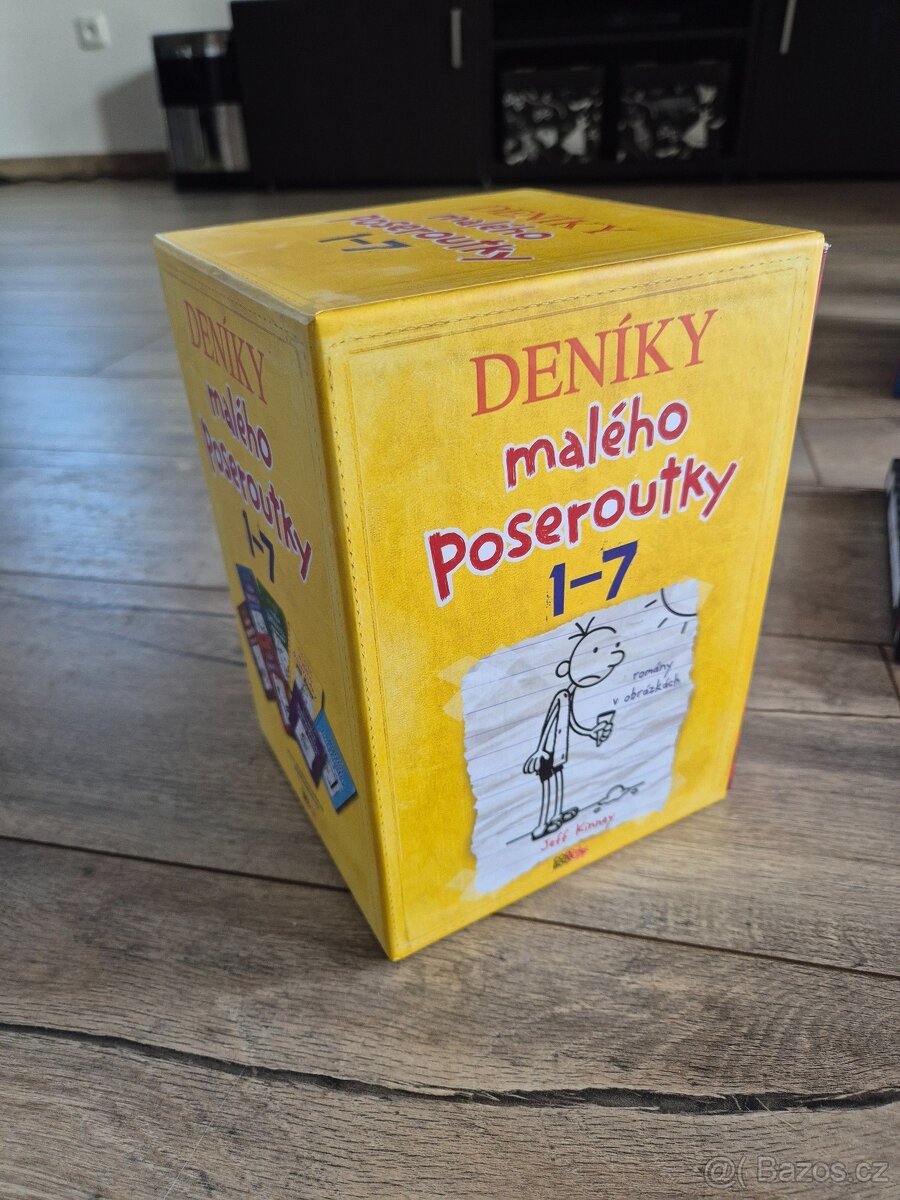 DENÍKY
malého
Poseroutky
1-7
DENÍKY
malého
Poseroutky
1-7
DENÍKY
malého
Poseroutky
1–7
romány
v obrázkách
Jeff Kinney
@( Bazos.cz